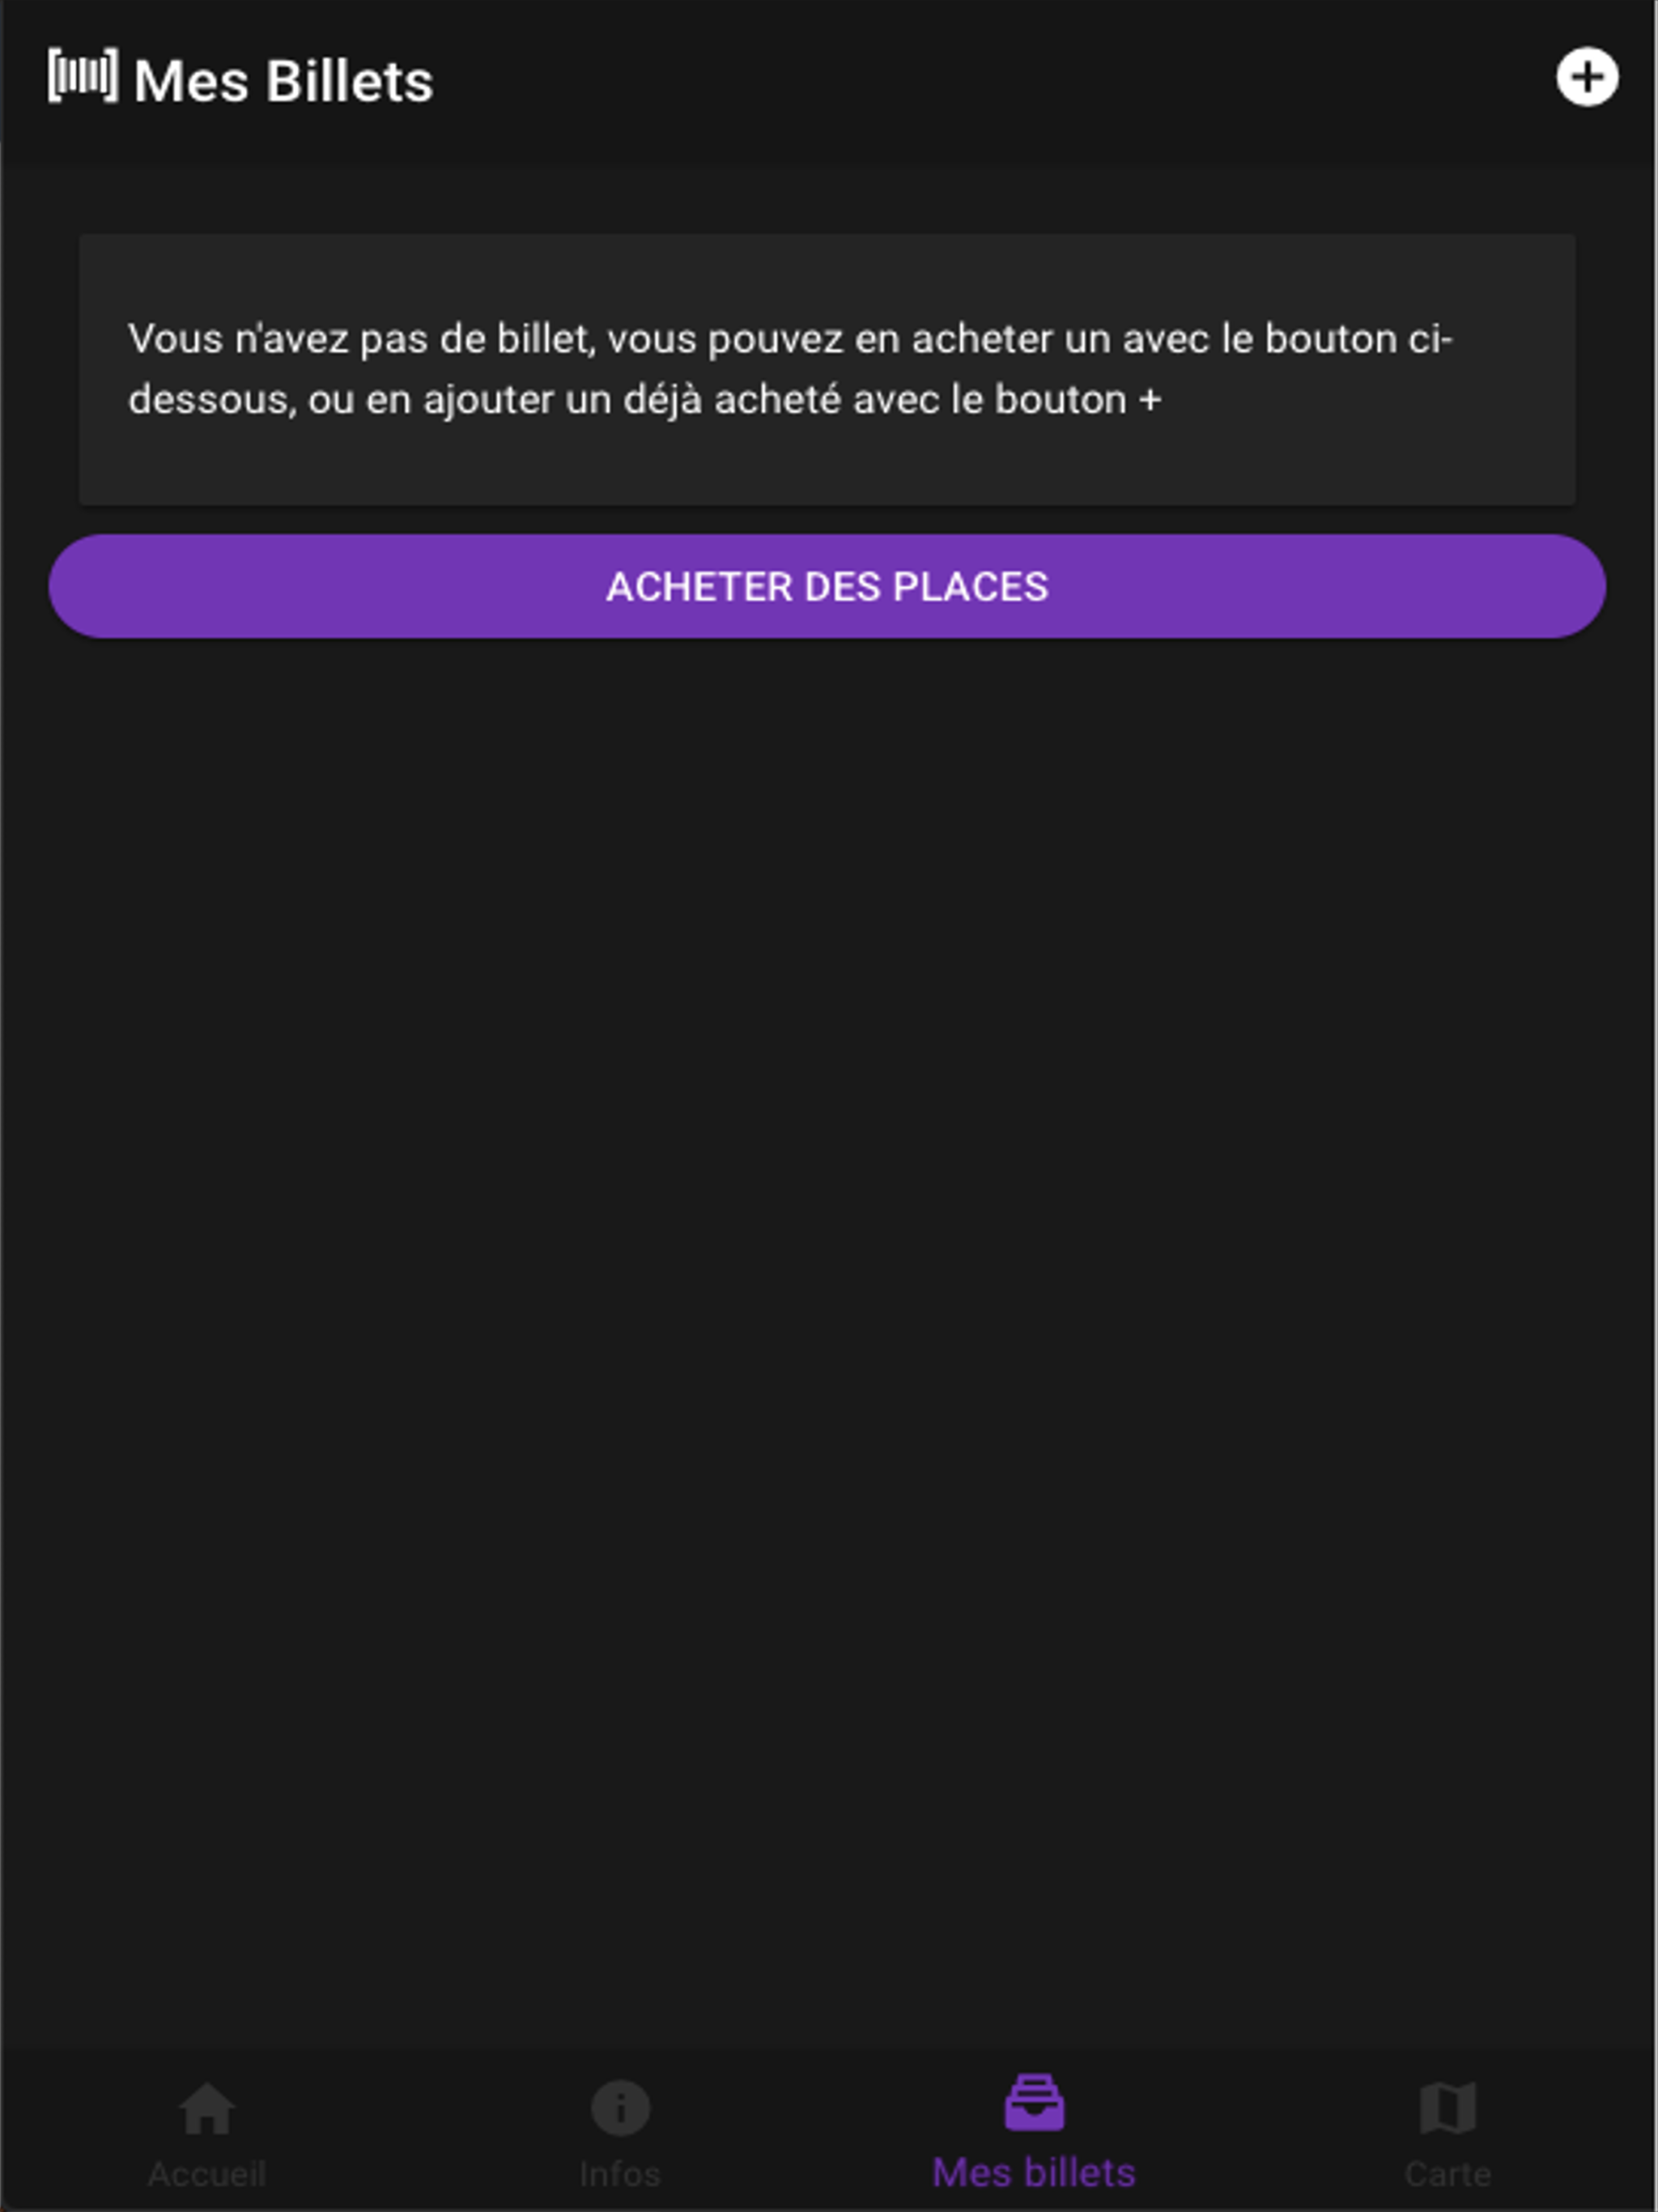 Mes Billets
Vous n'avez pas de billet, vous pouvez en acheter un avec le bouton ci-
dessous, ou en ajouter un déjà acheté avec le bouton +
ACHETER DES PLACES
Accueil
Infos
Mes billets
Carte